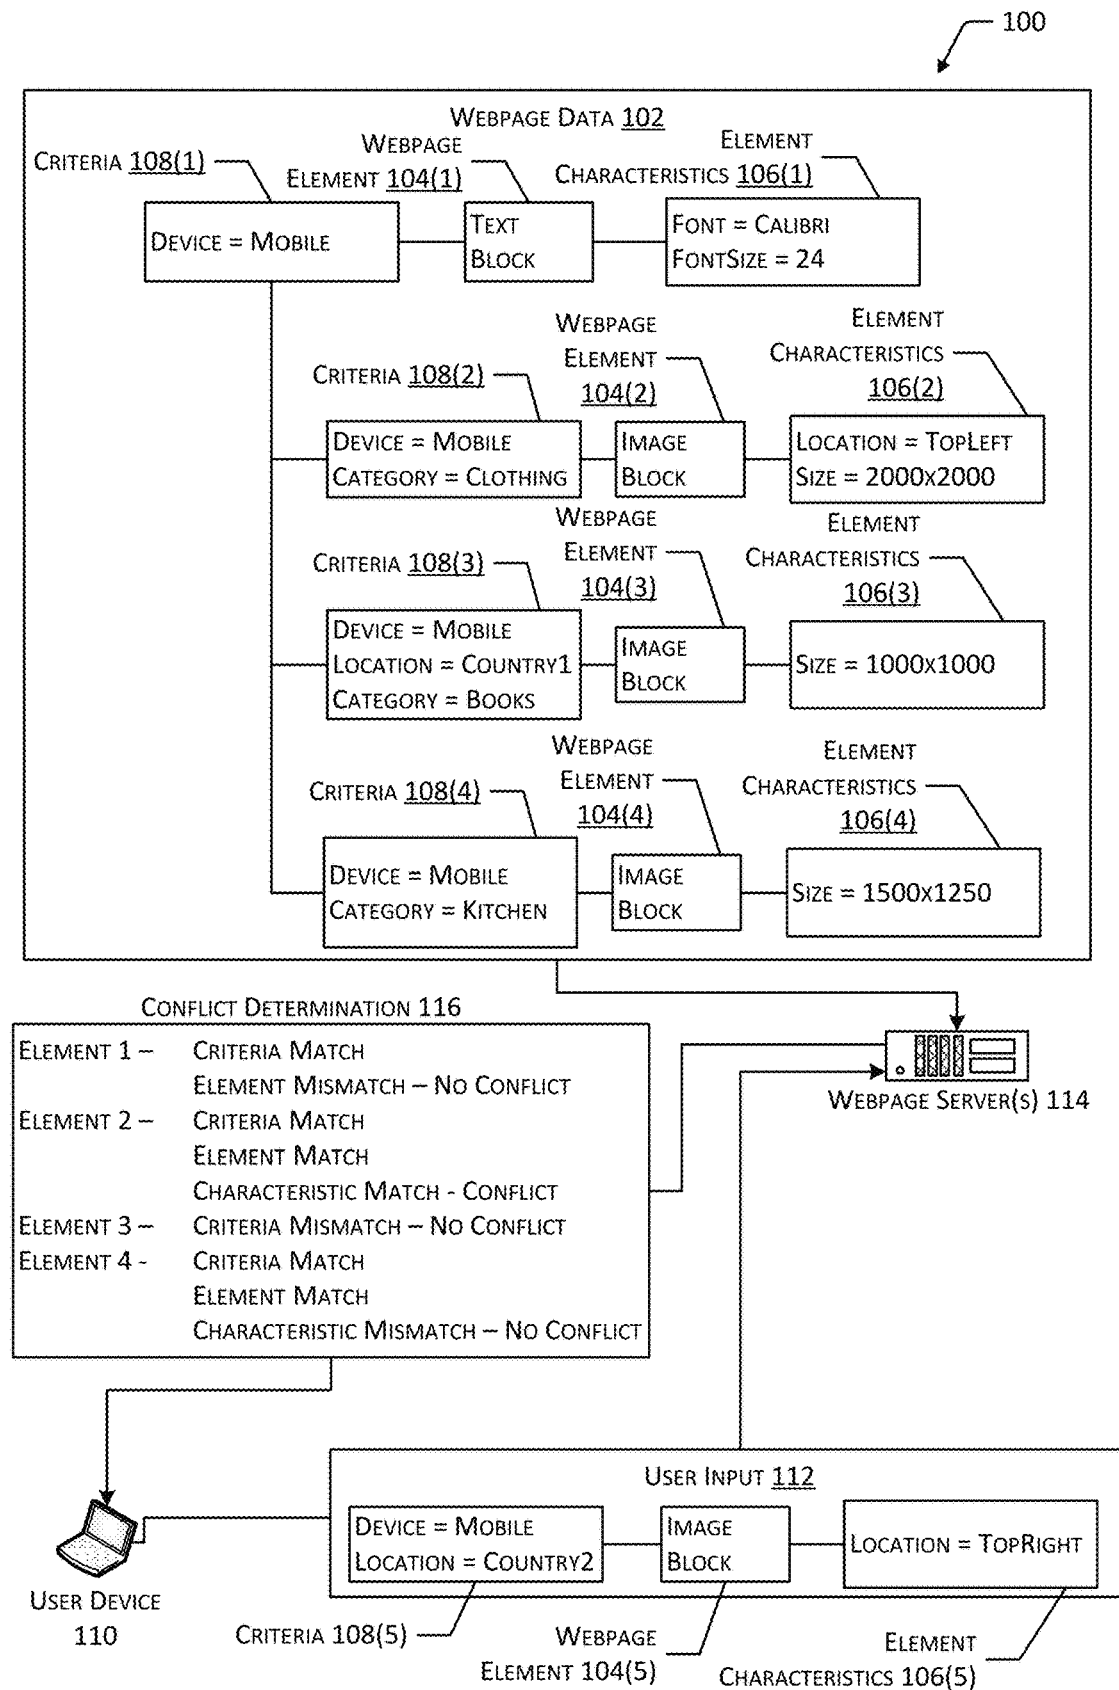 100
Webpage Data 102
Criteria 108(1)
Webpage
Element 104(1)
Element
Characteristics 106(1)
Device = Mobile
Text
Block
Font = Calibri
FontSize = 24
Criteria 108(2)
Webpage
Element
104(2)
Element
Characteristics
106(2)
Device = Mobile
Category = Clothing
Image
Block
Location = TopLeft
Size = 2000x2000
Criteria 108(3)
Webpage
Element
104(3)
Element
Characteristics
106(3)
Device = Mobile
Location = Country1
Category = Books
Image
Block
Size = 1000x1000
Criteria 108(4)
Webpage
Element
104(4)
Element
Characteristics
106(4)
Device = Mobile
Category = Kitchen
Image
Block
Size = 1500x1250
Conflict Determination 116
Element 1 – Criteria Match
Element Mismatch – No Conflict
Element 2 – Criteria Match
Element Match
Characteristic Match - Conflict
Element 3 – Criteria Mismatch – No Conflict
Element 4 - Criteria Match
Element Match
Characteristic Mismatch – No Conflict
Webpage Server(s) 114
User Input 112
Device = Mobile
Location = Country2
Image
Block
Location = TopRight
User Device
110
Criteria 108(5)
Webpage
Element 104(5)
Element
Characteristics 106(5)